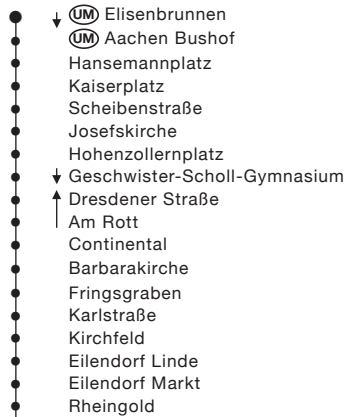 UM Elisenbrunnen
UM Aachen Bushof
Hansemannplatz
Kaiserplatz
Scheibenstraße
Josefskirche
Hohenzollernplatz
Geschwister-Scholl-Gymnasium
Dresdener Straße
Am Rott
Continental
Barbarakirche
Fringsgraben
Karlstraße
Kirchfeld
Eilendorf Linde
Eilendorf Markt
Rheingold